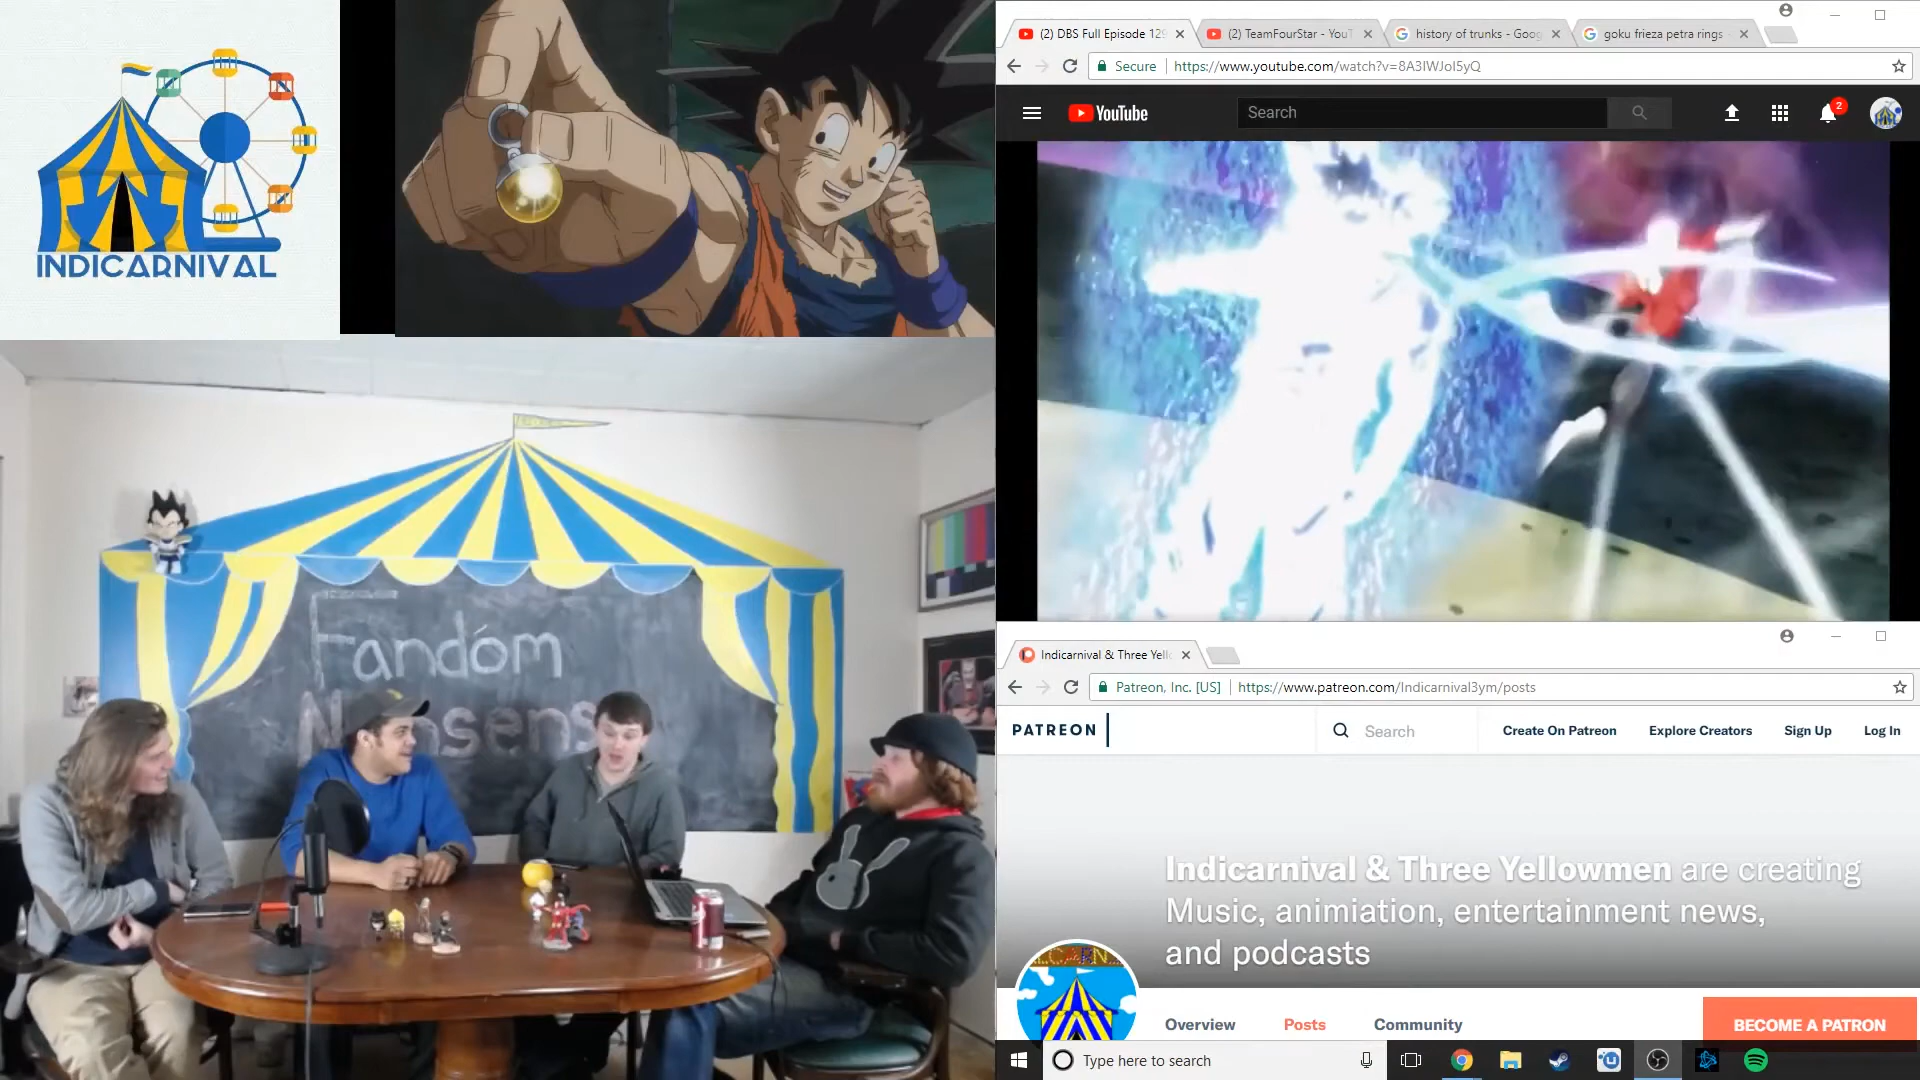 INDICARNIVAL
Fandom
Nonsens
(2) DBS Full Episode 129
(2) TeamFourStar - YouT
history of trunks - Goog
goku frieza petra rings
Secure
https://www.youtube.com/watch?v=8A3IWJoI5yQ
YouTube
Search
2
Indicarnival & Three Yell
Patreon, Inc. [US]
https://www.patreon.com/Indicarnival3ym/posts
PATREON
Search
Create On Patreon
Explore Creators
Sign Up
Log In
Indicarnival & Three Yellowmen are creating
Music, animiation, entertainment news,
and podcasts
Overview
Posts
Community
BECOME A PATRON
Type here to search